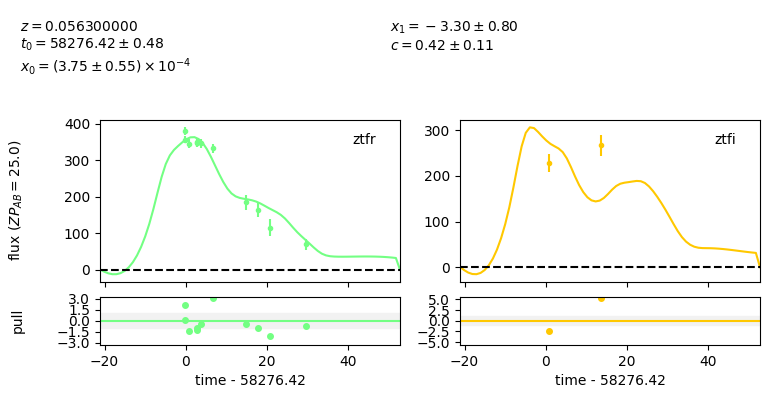 z = 0.056300000
t₀ = 58276.42 ± 0.48
x₀ = (3.75 ± 0.55) × 10⁻⁴
x₁ = −3.30 ± 0.80
c = 0.42 ± 0.11
flux (ZP_AB = 25.0)
400
300
200
100
0
ztfr
300
200
100
0
ztfi
pull
3.0
1.5
0.0
−1.5
−3.0
5.0
2.5
0.0
−2.5
−5.0
−20 0 20 40
−20 0 20 40
time - 58276.42
time - 58276.42